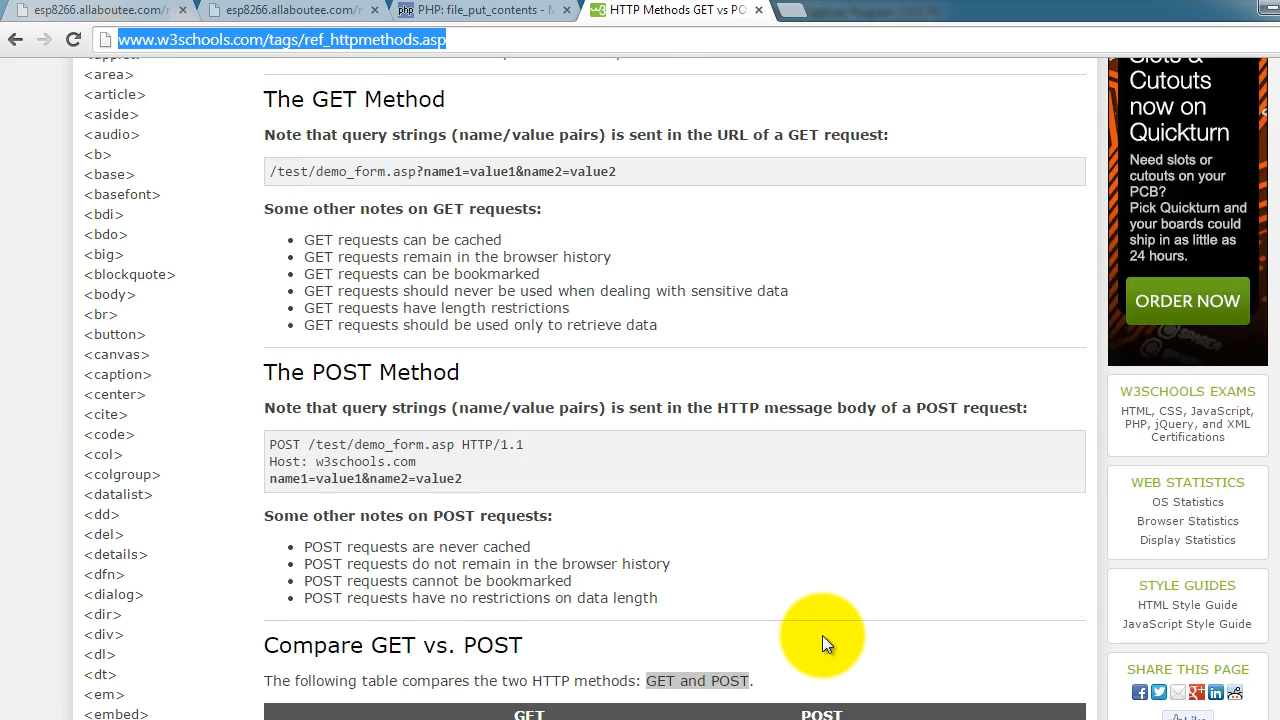 esp8266.allaboutee.com/m
esp8266.allaboutee.com/m
php PHP: file_put_contents - M
HTTP Methods GET vs PO
www.w3schools.com/tags/ref_httpmethods.asp
<area>
<article>
<aside>
<audio>
<b>
<base>
<basefont>
<bdi>
<bdo>
<big>
<blockquote>
<body>
<br>
<button>
<canvas>
<caption>
<center>
<cite>
<code>
<col>
<colgroup>
<datalist>
<dd>
<del>
<details>
<dfn>
<dialog>
<dir>
<div>
<dl>
<dt>
<em>
<embed>
The GET Method
Note that query strings (name/value pairs) is sent in the URL of a GET request:
/test/demo_form.asp?name1=value1&name2=value2
Some other notes on GET requests:
• GET requests can be cached
• GET requests remain in the browser history
• GET requests can be bookmarked
• GET requests should never be used when dealing with sensitive data
• GET requests have length restrictions
• GET requests should be used only to retrieve data
The POST Method
Note that query strings (name/value pairs) is sent in the HTTP message body of a POST request:
POST /test/demo_form.asp HTTP/1.1
Host: w3schools.com
name1=value1&name2=value2
Some other notes on POST requests:
• POST requests are never cached
• POST requests do not remain in the browser history
• POST requests cannot be bookmarked
• POST requests have no restrictions on data length
Compare GET vs. POST
The following table compares the two HTTP methods: GET and POST.
GET POST
Slots &
Cutouts
now on
Quickturn
Need slots or
cutouts on your
PCB?
Pick Quickturn and
your boards could
ship in as little as
24 hours.
ORDER NOW
W3SCHOOLS EXAMS
HTML, CSS, JavaScript,
PHP, jQuery, and XML
Certifications
WEB STATISTICS
OS Statistics
Browser Statistics
Display Statistics
STYLE GUIDES
HTML Style Guide
JavaScript Style Guide
SHARE THIS PAGE
Like